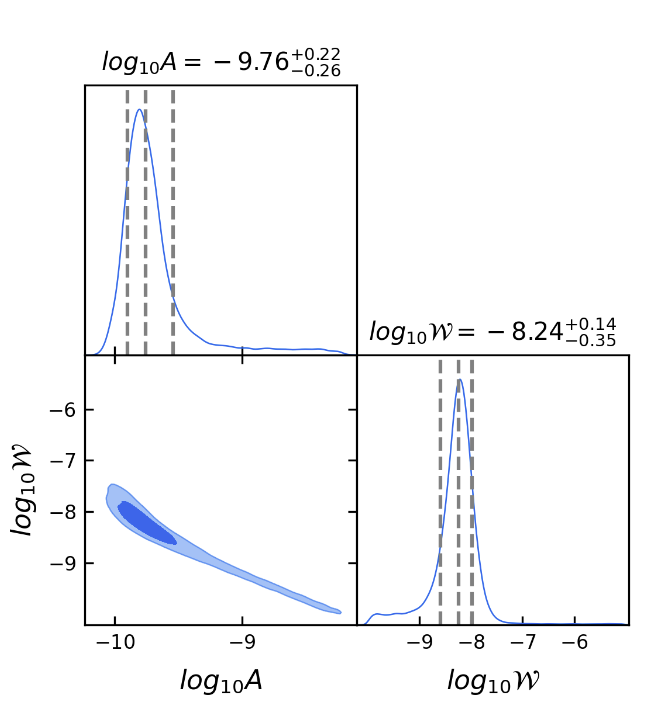 log₁₀A = −9.76⁺⁰·²²₋₀.₂₆
log₁₀𝒲 = −8.24⁺⁰·¹⁴₋₀.₃₅
log₁₀𝒲
−6
−7
−8
−9
−10 −9
−9 −8 −7 −6
log₁₀A log₁₀𝒲